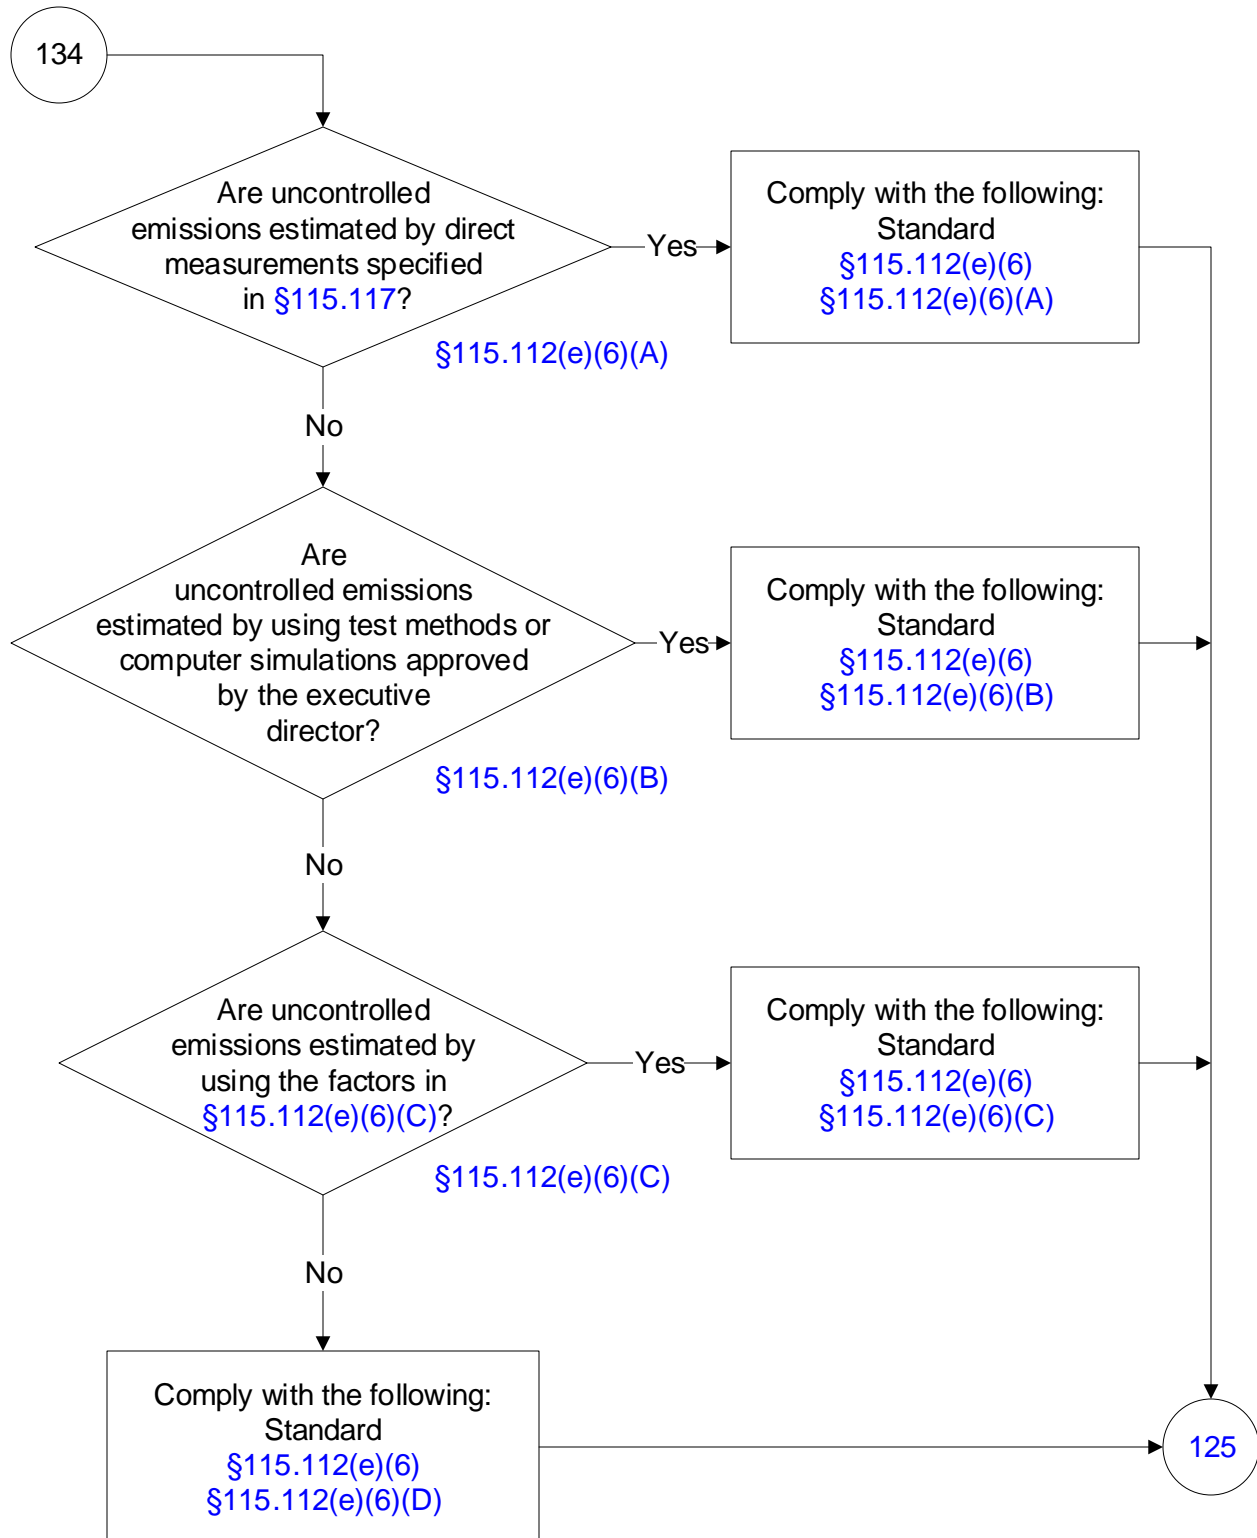 134
Are uncontrolled
emissions estimated by direct
measurements specified
in §115.117?
Yes
Comply with the following:
Standard
§115.112(e)(6)
§115.112(e)(6)(A)
§115.112(e)(6)(A)
No
Are
uncontrolled emissions
estimated by using test methods or
computer simulations approved
by the executive
director?
Yes
Comply with the following:
Standard
§115.112(e)(6)
§115.112(e)(6)(B)
§115.112(e)(6)(B)
No
Are uncontrolled
emissions estimated by
using the factors in
§115.112(e)(6)(C)?
Yes
Comply with the following:
Standard
§115.112(e)(6)
§115.112(e)(6)(C)
§115.112(e)(6)(C)
No
Comply with the following:
Standard
§115.112(e)(6)
§115.112(e)(6)(D)
125